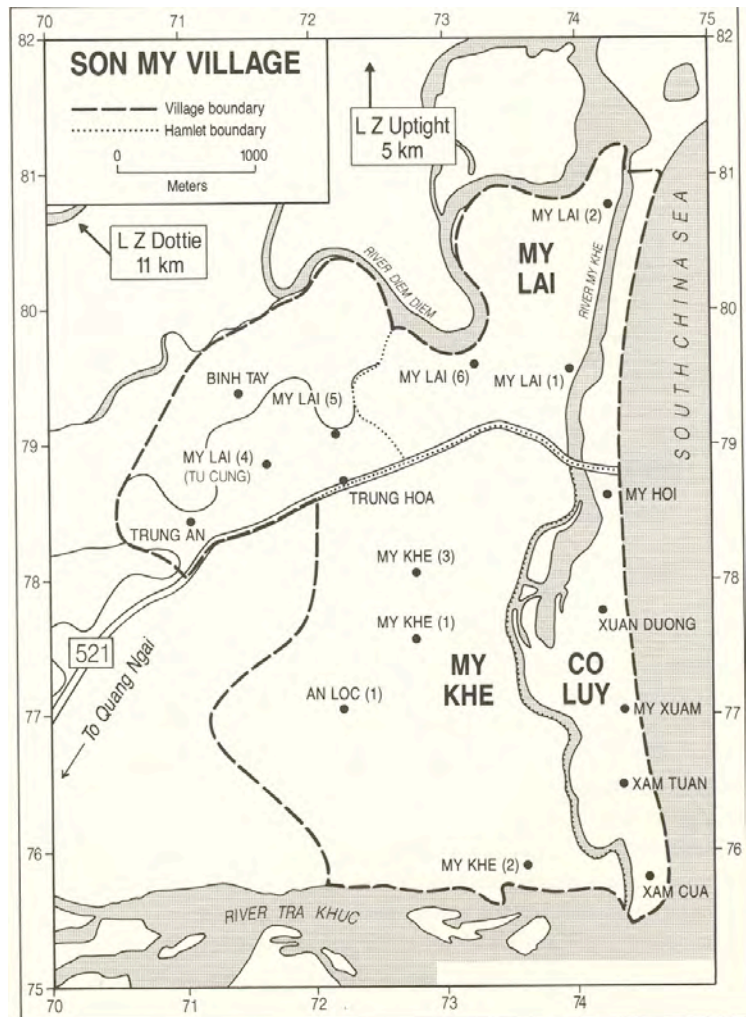 70
71
72
73
74
75
82
82
SON MY VILLAGE
Village boundary
Hamlet boundary
0 1000
Meters
L Z Uptight
5 km
81
81
MY LAI (2)
L Z Dottie
11 km
MY
LAI
RIVER DIEM DIEM
RIVER MY KHE
SOUTH CHINA SEA
80
80
BINH TAY
MY LAI (6)
MY LAI (1)
MY LAI (5)
79
79
MY LAI (4)
(TU CUNG)
TRUNG HOA
MY HOI
TRUNG AN
78
78
MY KHE (3)
XUAN DUONG
MY KHE (1)
521
MY
KHE
CO
LUY
To Quang Ngai
AN LOC (1)
MY XUAM
77
77
XAM TUAN
76
76
MY KHE (2)
XAM CUA
RIVER TRA KHUC
75
70
71
72
73
74